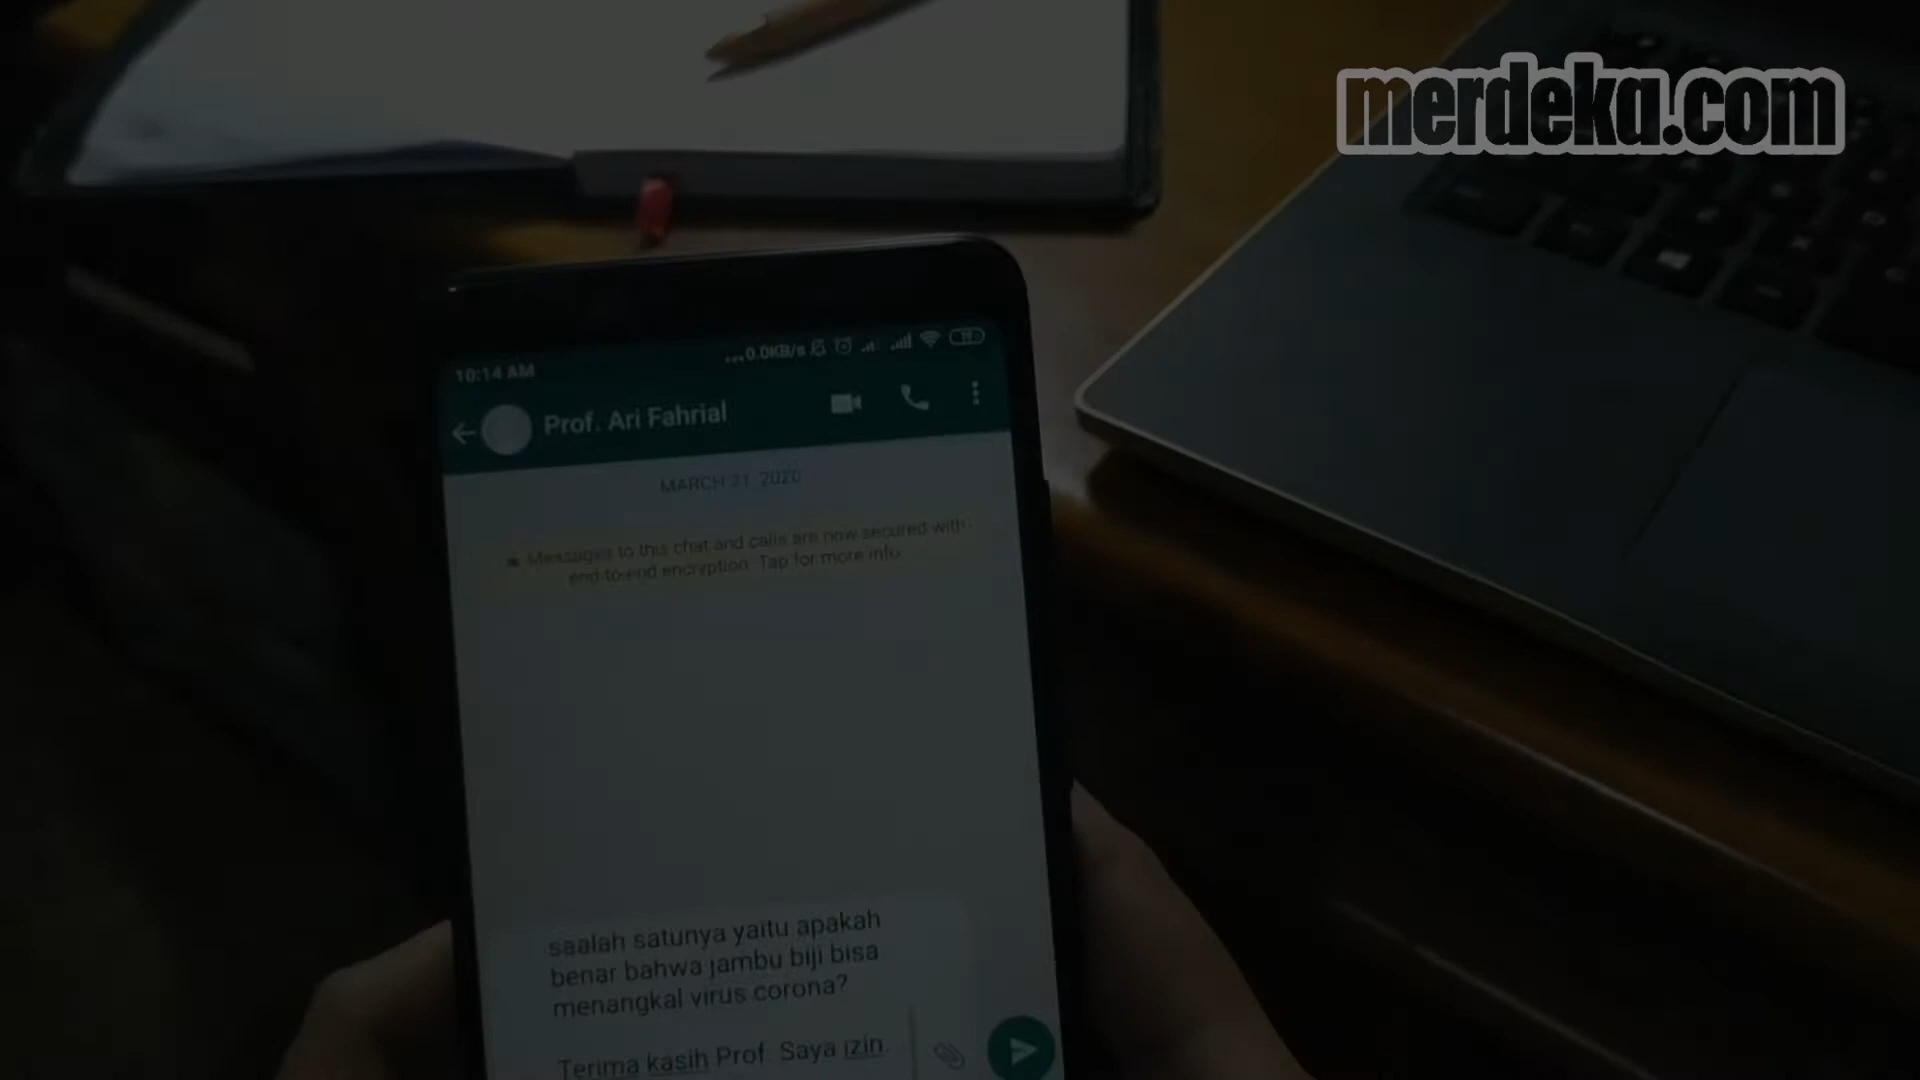 merdeka.com
10:14 AM
...0.0KB/s
Prof. Ari Fahrial
MARCH 21, 2020
Messages to this chat and calls are now secured with
end-to-end encryption. Tap for more info.
saalah satunya yaitu apakah
benar bahwa jambu biji bisa
menangkal virus corona?
Terima kasih Prof. Saya izin.